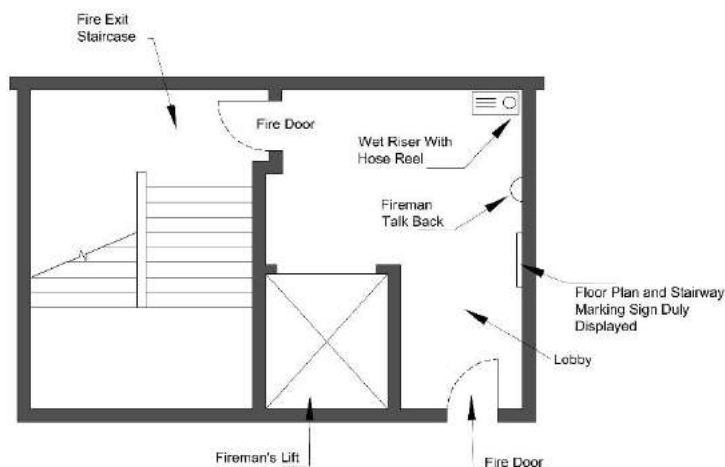 Fire Exit
Staircase
Fire Door
Wet Riser With
Hose Reel
Fireman
Talk Back
Floor Plan and Stairway
Marking Sign Duly
Displayed
Lobby
Fireman's Lift
Fire Door